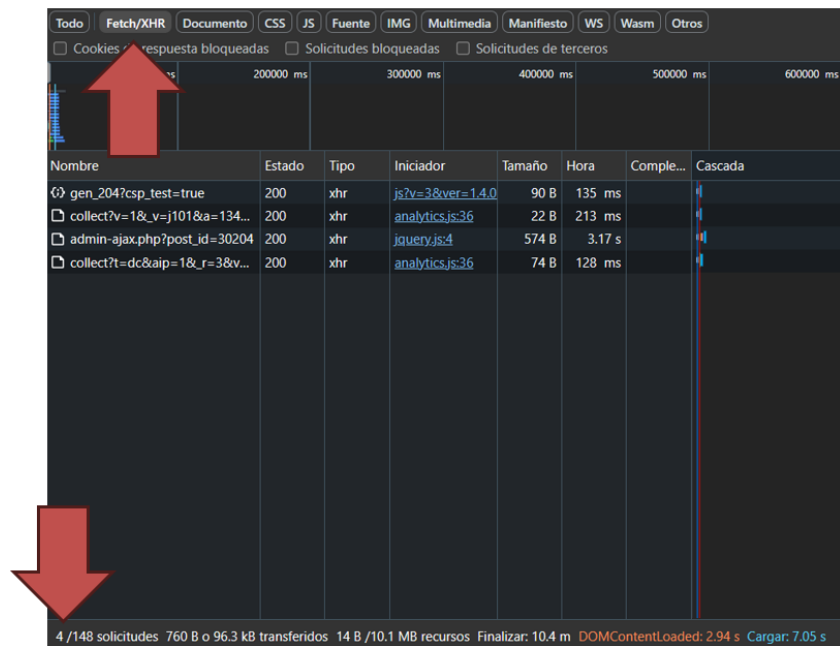 Todo Fetch/XHR Documento CSS JS Fuente IMG Multimedia Manifiesto WS Wasm Otros
Cookies de respuesta bloqueadas Solicitudes bloqueadas Solicitudes de terceros
200000 ms 300000 ms 400000 ms 500000 ms 600000 ms
Nombre Estado Tipo Iniciador Tamaño Hora Comple... Cascada
gen_204?csp_test=true 200 xhr js?v=3&ver=1.4.0 90 B 135 ms
collect?v=1&_v=j101&a=134... 200 xhr analytics.js:36 22 B 213 ms
admin-ajax.php?post_id=30204 200 xhr jquery.js:4 574 B 3.17 s
collect?t=dc&aip=1&_r=3&v... 200 xhr analytics.js:36 74 B 128 ms
4 /148 solicitudes 760 B o 96.3 kB transferidos 14 B /10.1 MB recursos Finalizar: 10.4 m DOMContentLoaded: 2.94 s Cargar: 7.05 s